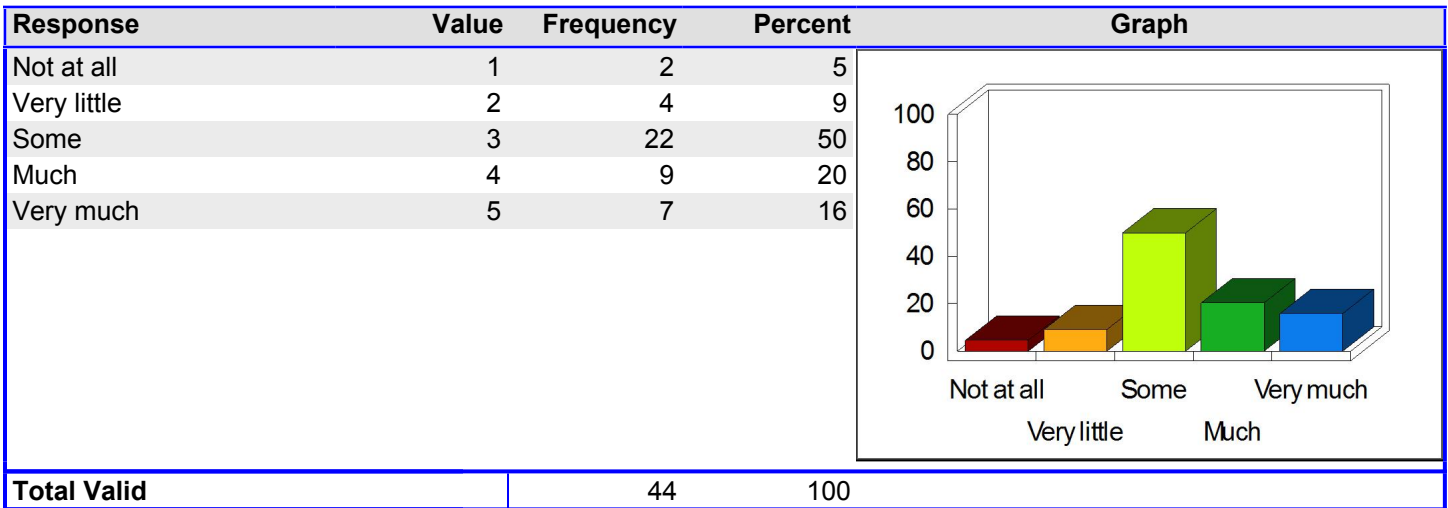 Response Value Frequency Percent Graph
Not at all 1 2 5
Very little 2 4 9
Some 3 22 50
Much 4 9 20
Very much 5 7 16
100
80
60
40
20
0
Not at all Some Very much
Very little Much
Total Valid 44 100